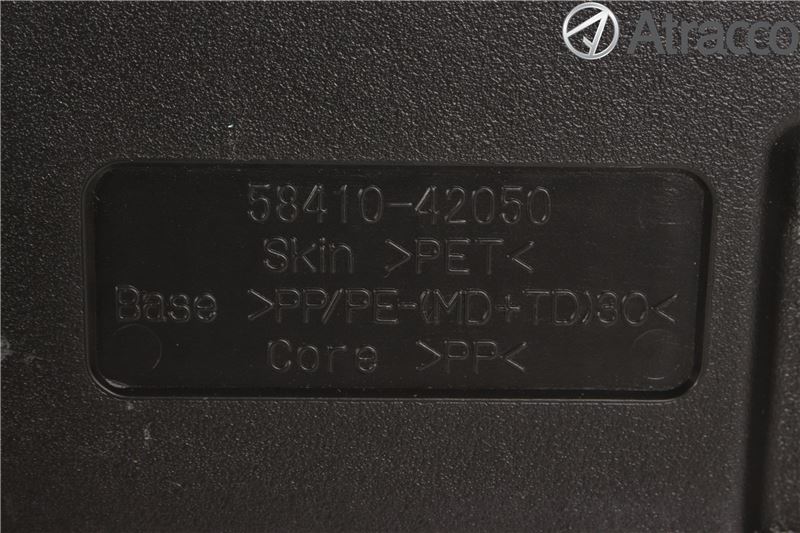 Atracco
58410-42050
Skin >PET<
Base >PP/PE-(MD+TD)30<
Core >PP<